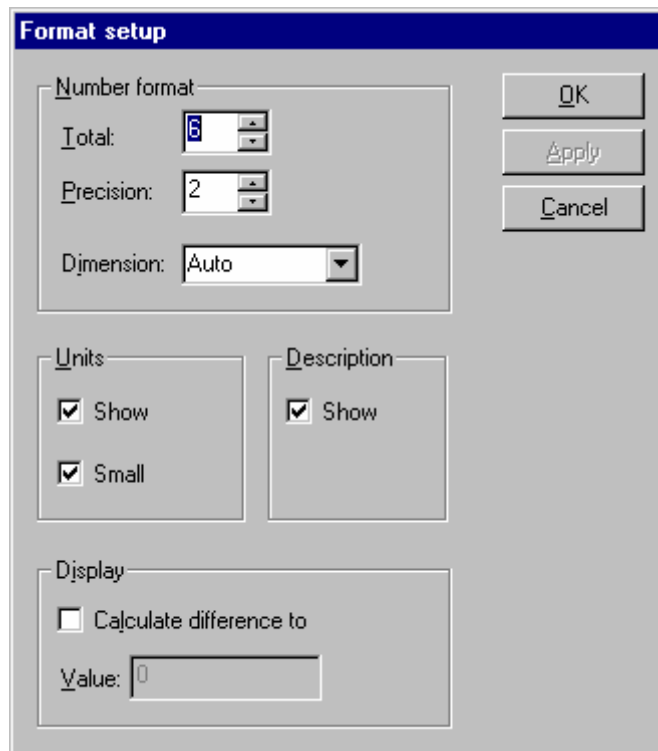 Format setup
Number format
Total: 6
Precision: 2
Dimension: Auto
OK
Apply
Cancel
Units
Show
Small
Description
Show
Display
Calculate difference to
Value: 0